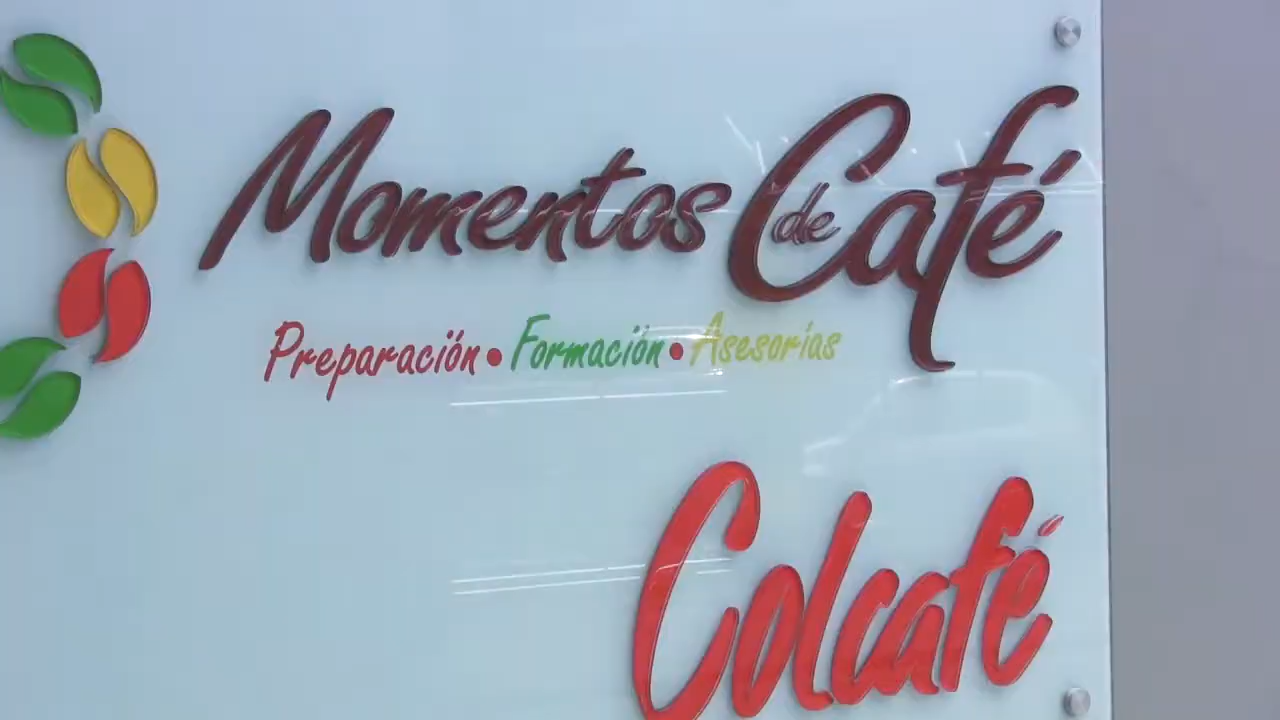 Momentos de Café
Preparación • Formación • Asesorías
Colcafé